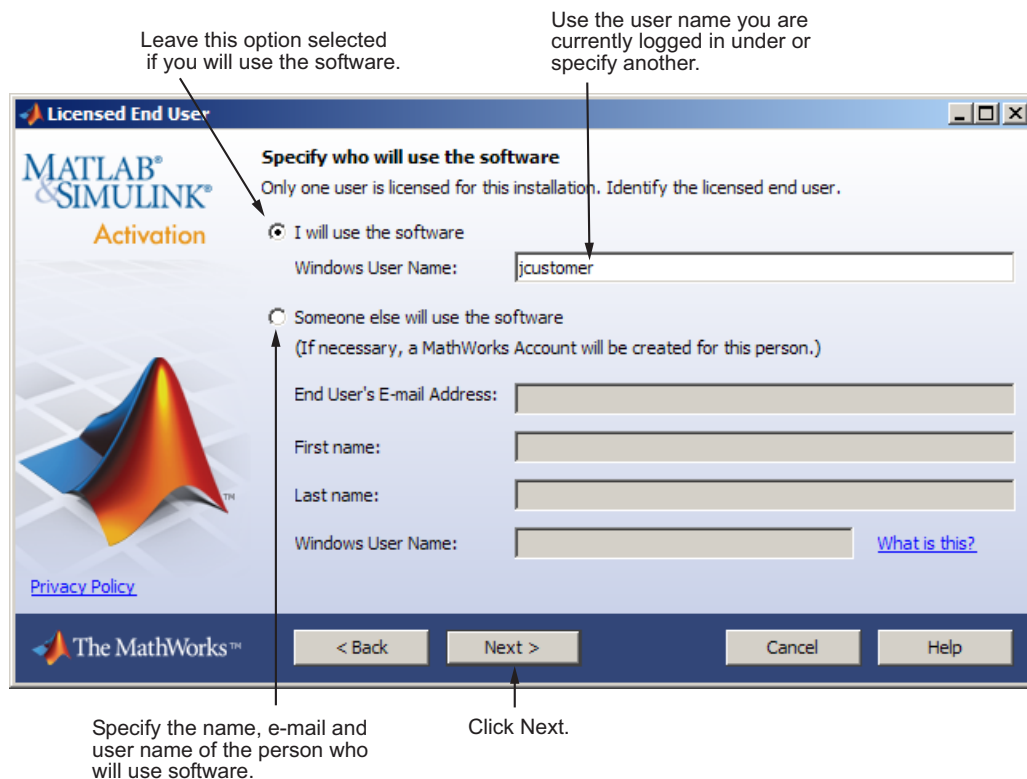 Leave this option selected
if you will use the software.
Use the user name you are
currently logged in under or
specify another.
Licensed End User
MATLAB®
&SIMULINK®
Activation
Specify who will use the software
Only one user is licensed for this installation. Identify the licensed end user.
I will use the software
Windows User Name:
jcustomer
Someone else will use the software
(If necessary, a MathWorks Account will be created for this person.)
End User's E-mail Address:
First name:
Last name:
Windows User Name:
What is this?
TM
Privacy Policy
The MathWorks™
< Back
Next >
Cancel
Help
Specify the name, e-mail and
user name of the person who
will use software.
Click Next.